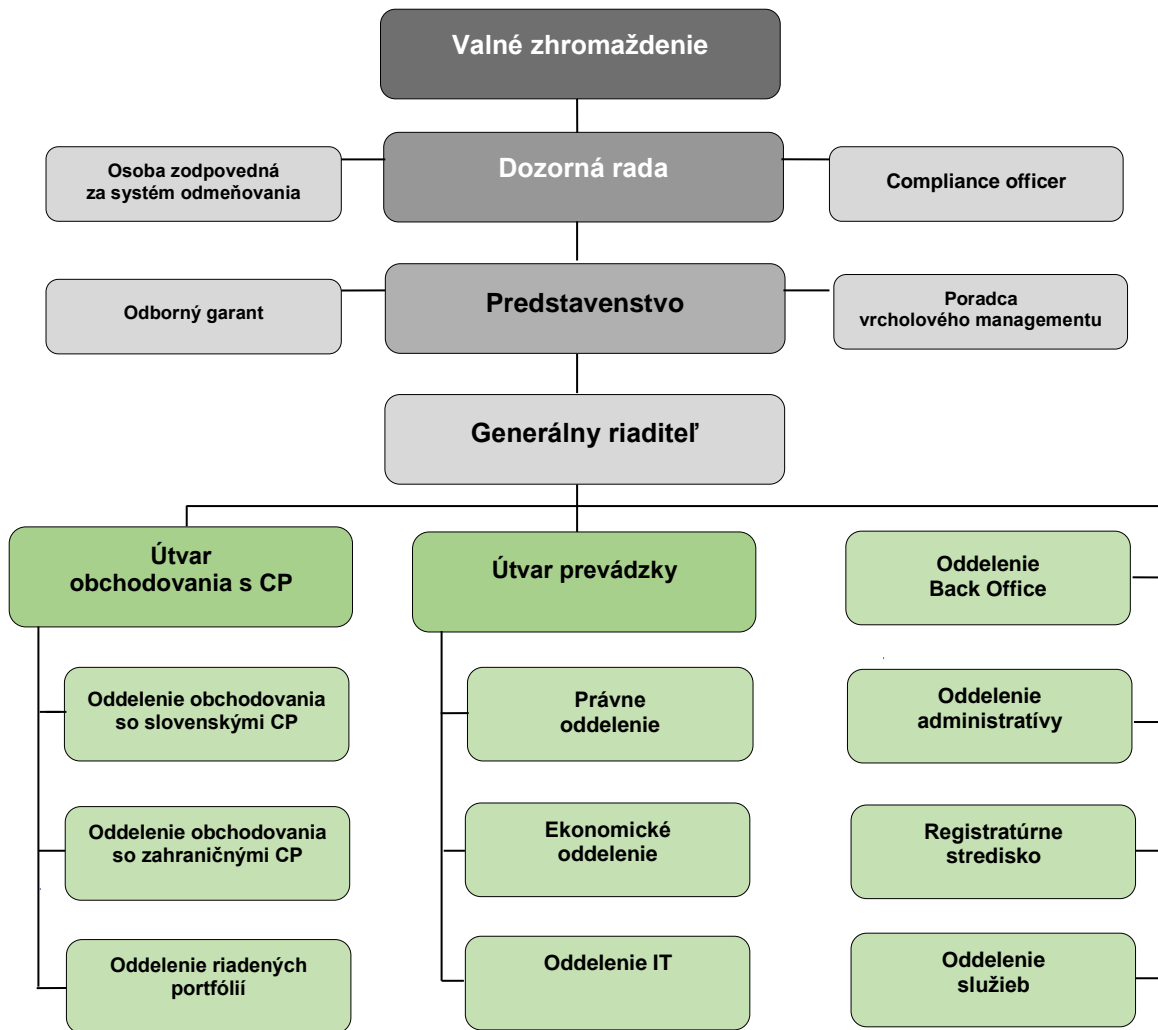 Valné zhromaždenie
Osoba zodpovedná
za systém odmeňovania
Dozorná rada
Compliance officer
Odborný garant
Predstavenstvo
Poradca
vrcholového managementu
Generálny riaditeľ
Útvar
obchodovania s CP
Útvar prevádzky
Oddelenie
Back Office
Oddelenie obchodovania
so slovenskými CP
Právne
oddelenie
Oddelenie
administratívy
Oddelenie obchodovania
so zahraničnými CP
Ekonomické
oddelenie
Registratúrne
stredisko
Oddelenie riadených
portfólií
Oddelenie IT
Oddelenie
služieb